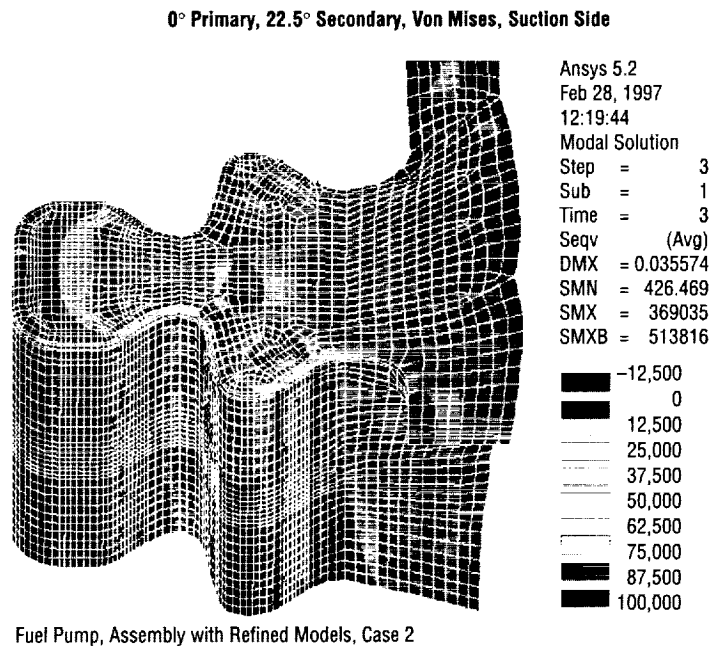 0° Primary, 22.5° Secondary, Von Mises, Suction Side
Ansys 5.2
Feb 28, 1997
12:19:44
Modal Solution
Step = 3
Sub = 1
Time = 3
Seqv (Avg)
DMX = 0.035574
SMN = 426.469
SMX = 369035
SMXB = 513816
−12,500
0
12,500
25,000
37,500
50,000
62,500
75,000
87,500
100,000
Fuel Pump, Assembly with Refined Models, Case 2